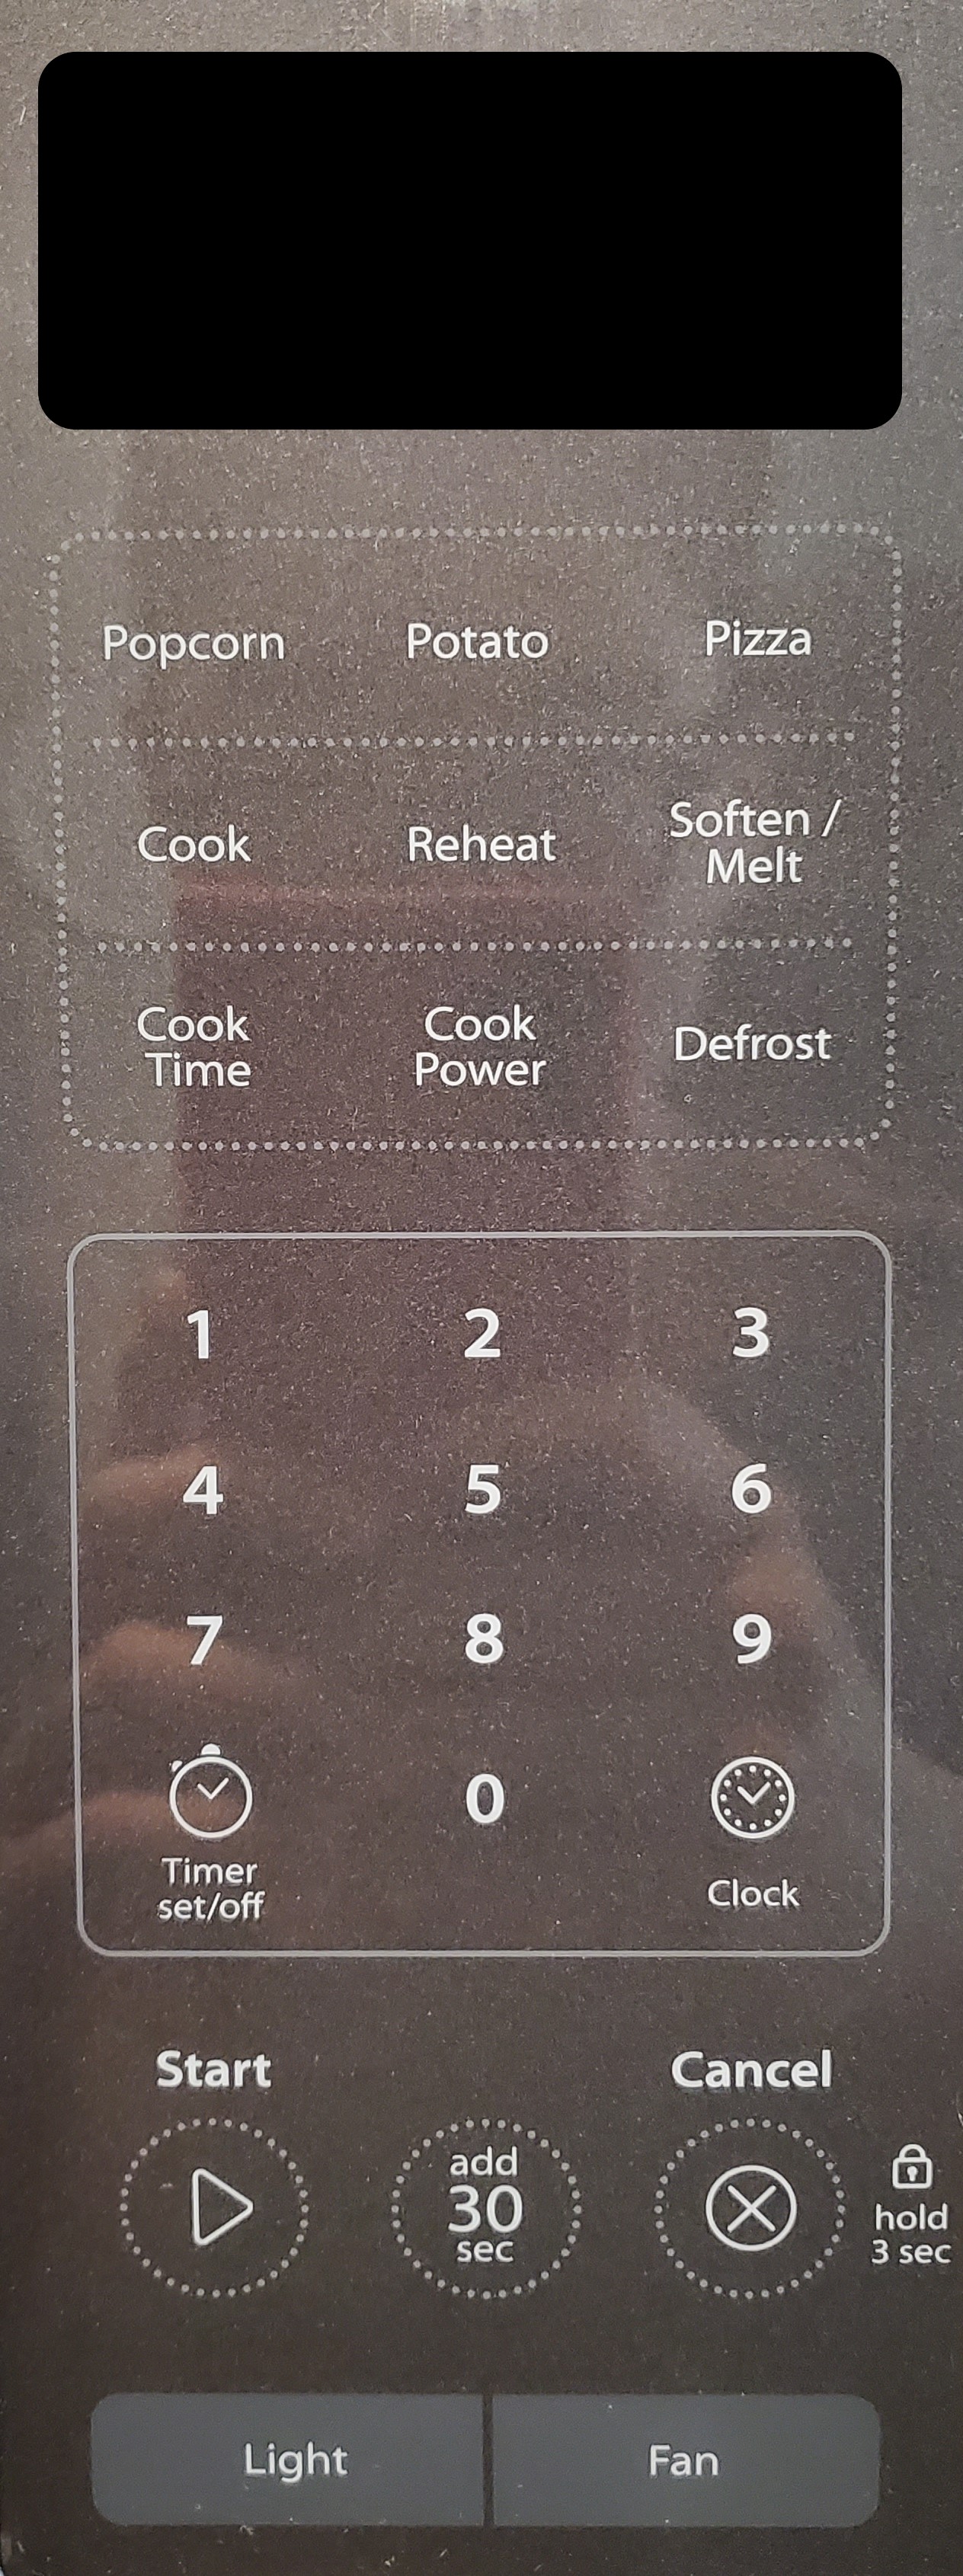 Popcorn Potato Pizza
Cook Reheat Soften /
Melt
Cook Cook Defrost
Time Power
1 2 3
4 5 6
7 8 9
0
Timer
set/off Clock
Start Cancel
add
30
sec
hold
3 sec
Light Fan